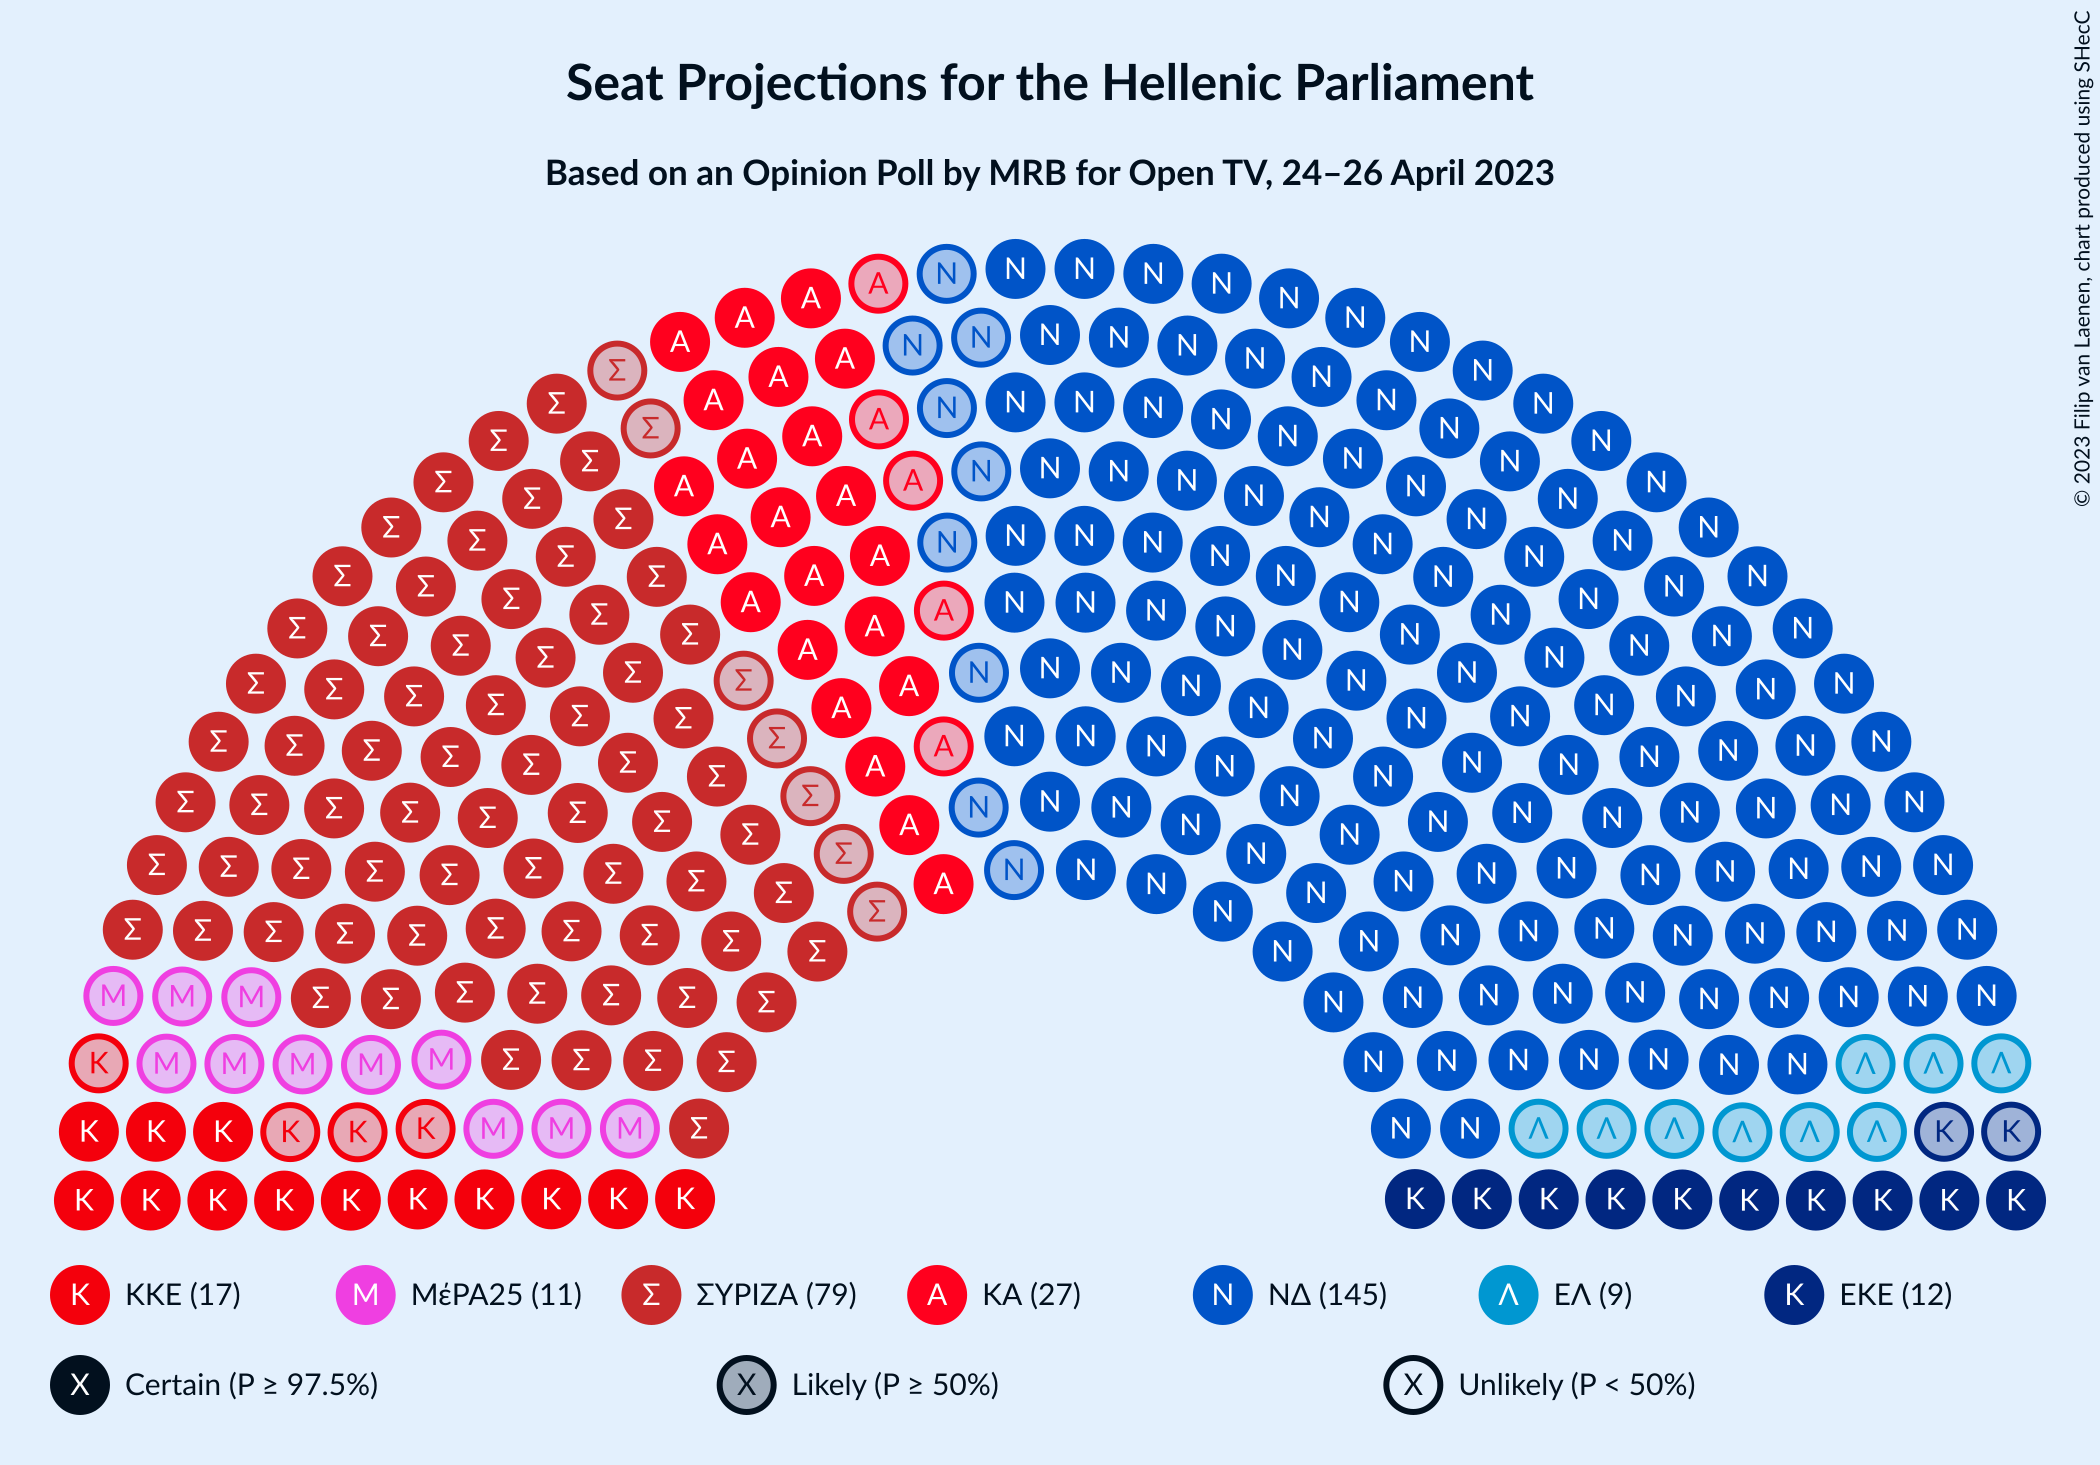 Seat Projections for the Hellenic Parliament
Based on an Opinion Poll by MRB for Open TV, 24–26 April 2023
© 2023 Filip van Laenen, chart produced using SHecC
K ΚΚΕ (17) M ΜέΡΑ25 (11) Σ ΣΥΡΙΖΑ (79) Α ΚΑ (27) N ΝΔ (145) Λ ΕΛ (9) K ΕΚΕ (12)
X Certain (P ≥ 97.5%) X Likely (P ≥ 50%) X Unlikely (P < 50%)